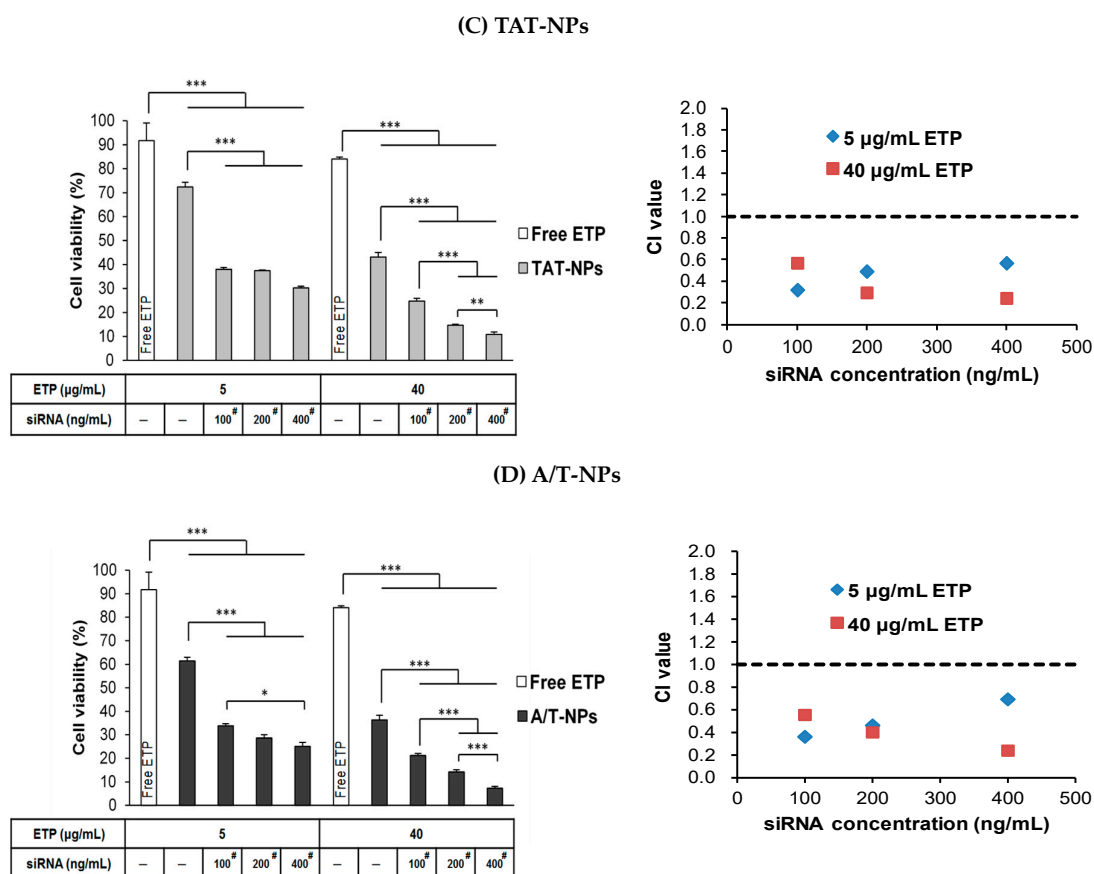 (C) TAT-NPs
Cell viability (%)
100
90
80
70
60
50
40
30
20
10
0
***
***
***
***
***
**
Free ETP
Free ETP
Free ETP
TAT-NPs
ETP (µg/mL) 5 40
siRNA (ng/mL) – – 100# 200# 400# – – 100# 200# 400#
CI value
2.0
1.8
1.6
1.4
1.2
1.0
0.8
0.6
0.4
0.2
0.0
5 µg/mL ETP
40 µg/mL ETP
0 100 200 300 400 500
siRNA concentration (ng/mL)
(D) A/T-NPs
Cell viability (%)
100
90
80
70
60
50
40
30
20
10
0
***
***
*
***
***
***
***
Free ETP
Free ETP
Free ETP
A/T-NPs
ETP (µg/mL) 5 40
siRNA (ng/mL) – – 100# 200# 400# – – 100# 200# 400#
CI value
2.0
1.8
1.6
1.4
1.2
1.0
0.8
0.6
0.4
0.2
0.0
5 µg/mL ETP
40 µg/mL ETP
0 100 200 300 400 500
siRNA concentration (ng/mL)